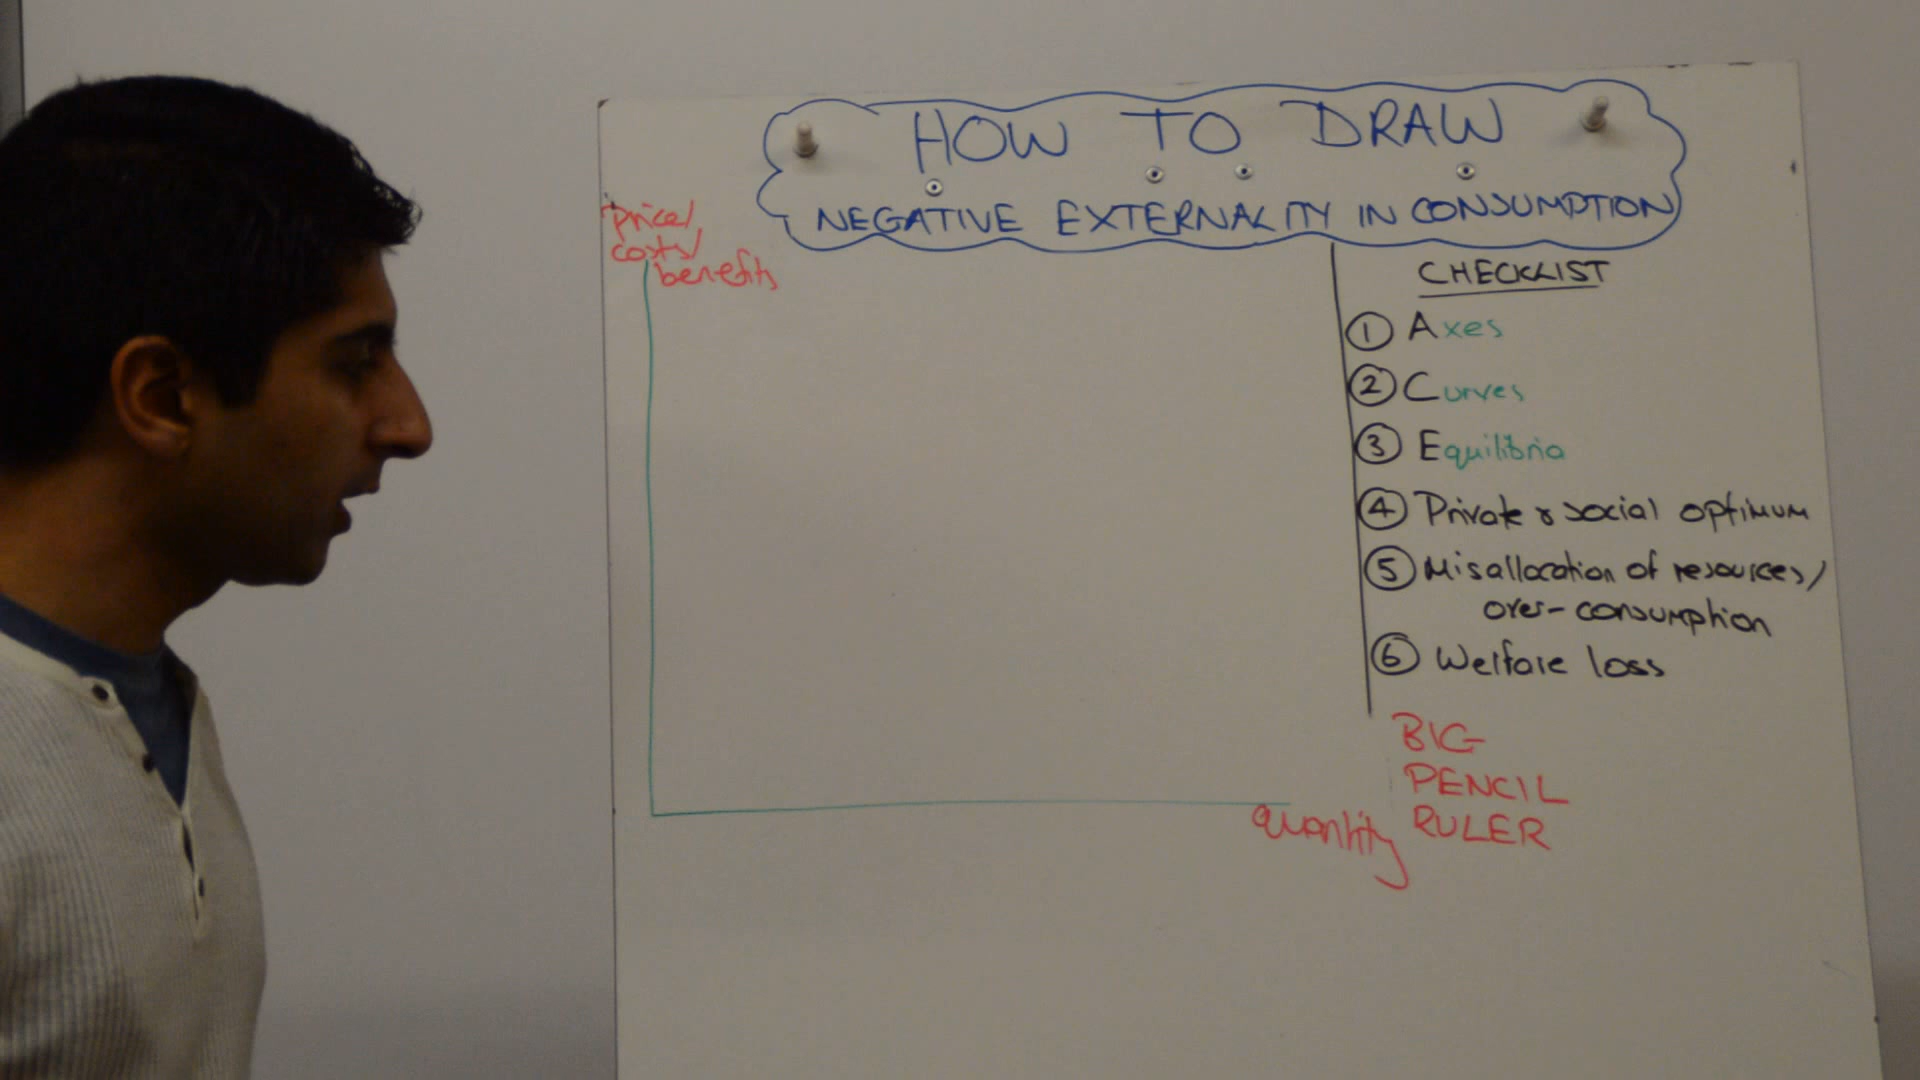 HOW TO DRAW
NEGATIVE EXTERNALITY IN CONSUMPTION
price/
costs/
benefits
quantity
CHECKLIST
1 Axes
2 Curves
3 Equilibria
4 Private & social optimum
5 Misallocation of resources/
over-consumption
6 Welfare loss
BIG
PENCIL
RULER